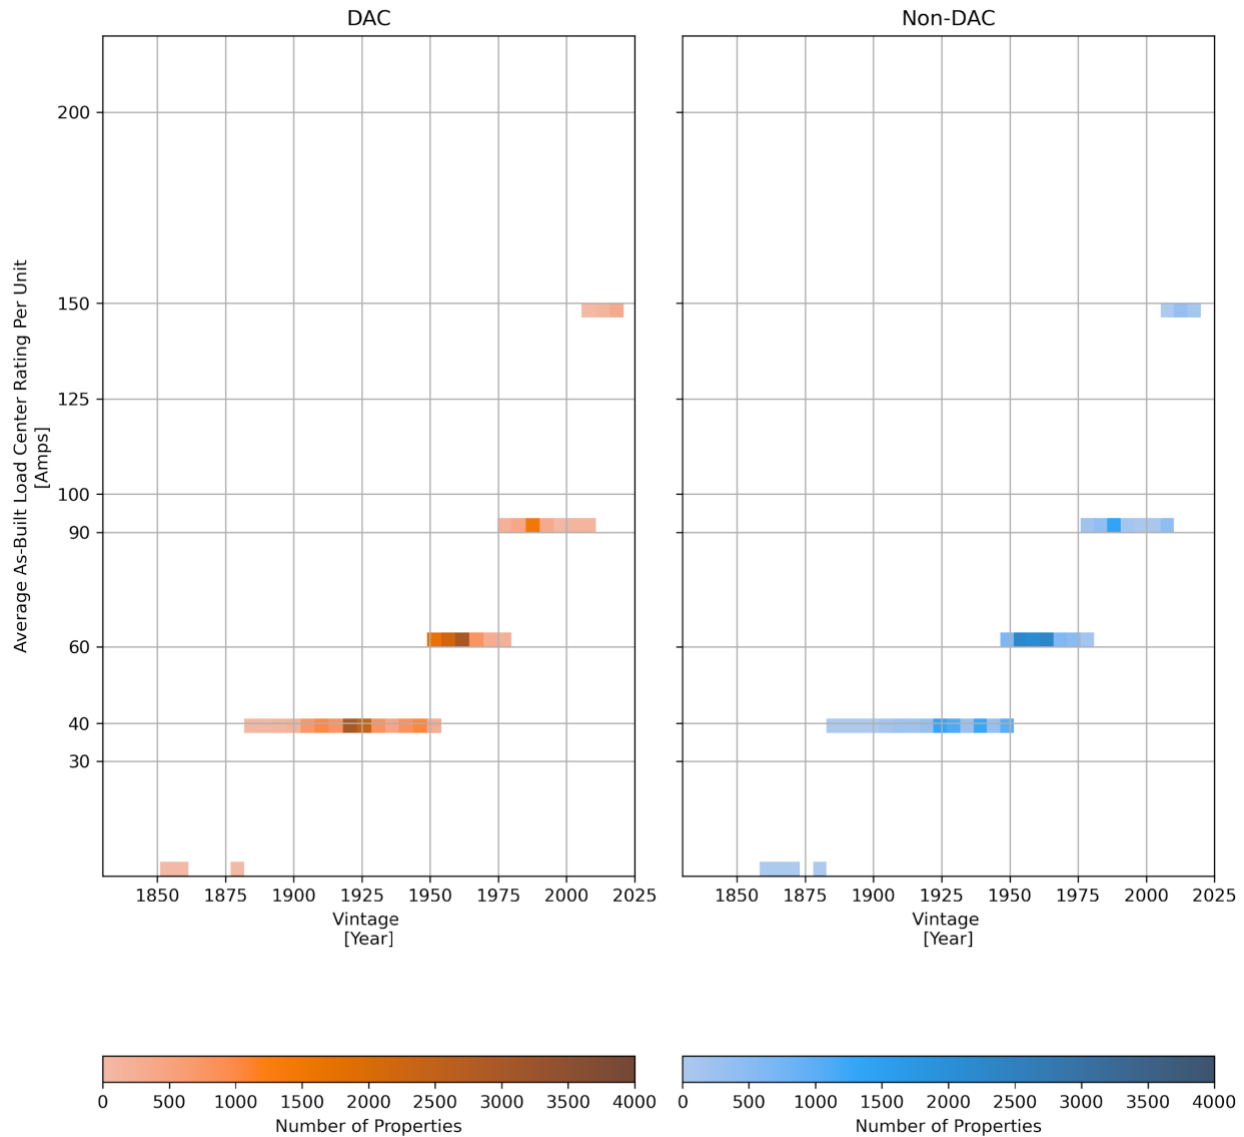 DAC
Non-DAC
Average As-Built Load Center Rating Per Unit
[Amps]
200
150
125
100
90
60
40
30
1850 1875 1900 1925 1950 1975 2000 2025
1850 1875 1900 1925 1950 1975 2000 2025
Vintage
[Year]
Vintage
[Year]
0 500 1000 1500 2000 2500 3000 3500 4000
Number of Properties
0 500 1000 1500 2000 2500 3000 3500 4000
Number of Properties